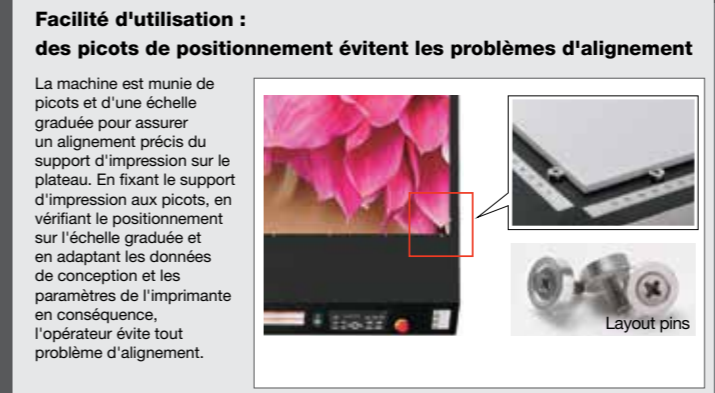 Facilité d'utilisation :
des picots de positionnement évitent les problèmes d'alignement
La machine est munie de
picots et d'une échelle
graduée pour assurer
un alignement précis du
support d'impression sur le
plateau. En fixant le support
d'impression aux picots, en
vérifiant le positionnement
sur l'échelle graduée et
en adaptant les données
de conception et les
paramètres de l'imprimante
en conséquence,
l'opérateur évite tout
problème d'alignement.
Layout pins